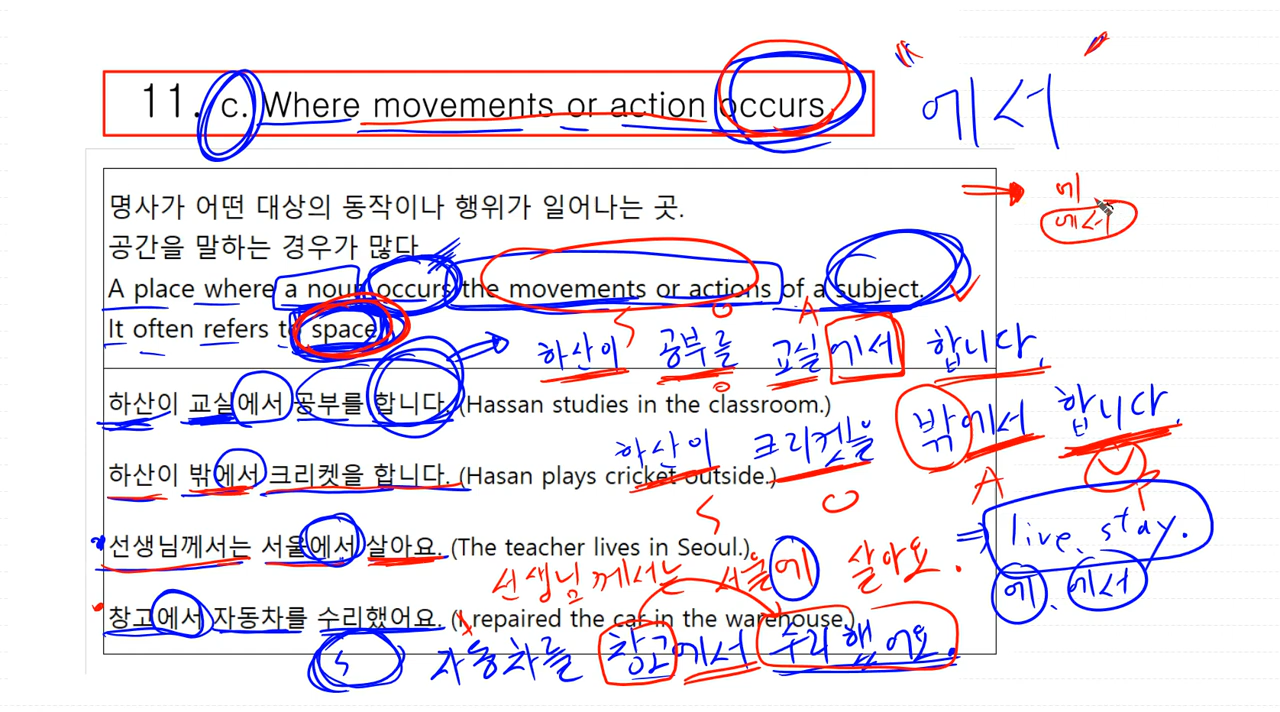 11. c. Where movements or action occurs.
" 에서 "
에
에서
명사가 어떤 대상의 동작이나 행위가 일어나는 곳.
공간을 말하는 경우가 많다
A place where a noun occurs the movements or actions of a subject.
It often refers to space.
S O A
하산이 공부를 교실에서 합니다.
하산이 교실에서 공부를 합니다. (Hassan studies in the classroom.)
하산이 크리켓을 밖에서 합니다.
하산이 밖에서 크리켓을 합니다. (Hasan plays cricket outside.)
S O A
live, stay.
선생님께서는 서울에서 살아요. (The teacher lives in Seoul.)
선생님께서는 서울에 살아요.
에, 에서
창고에서 자동차를 수리했어요. (I repaired the car in the warehouse.)
S 자동차를 창고에서 수리했어요.